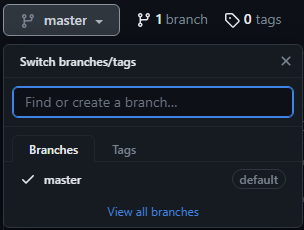 master 1 branch 0 tags
Switch branches/tags
Find or create a branch...
Branches Tags
master default
View all branches